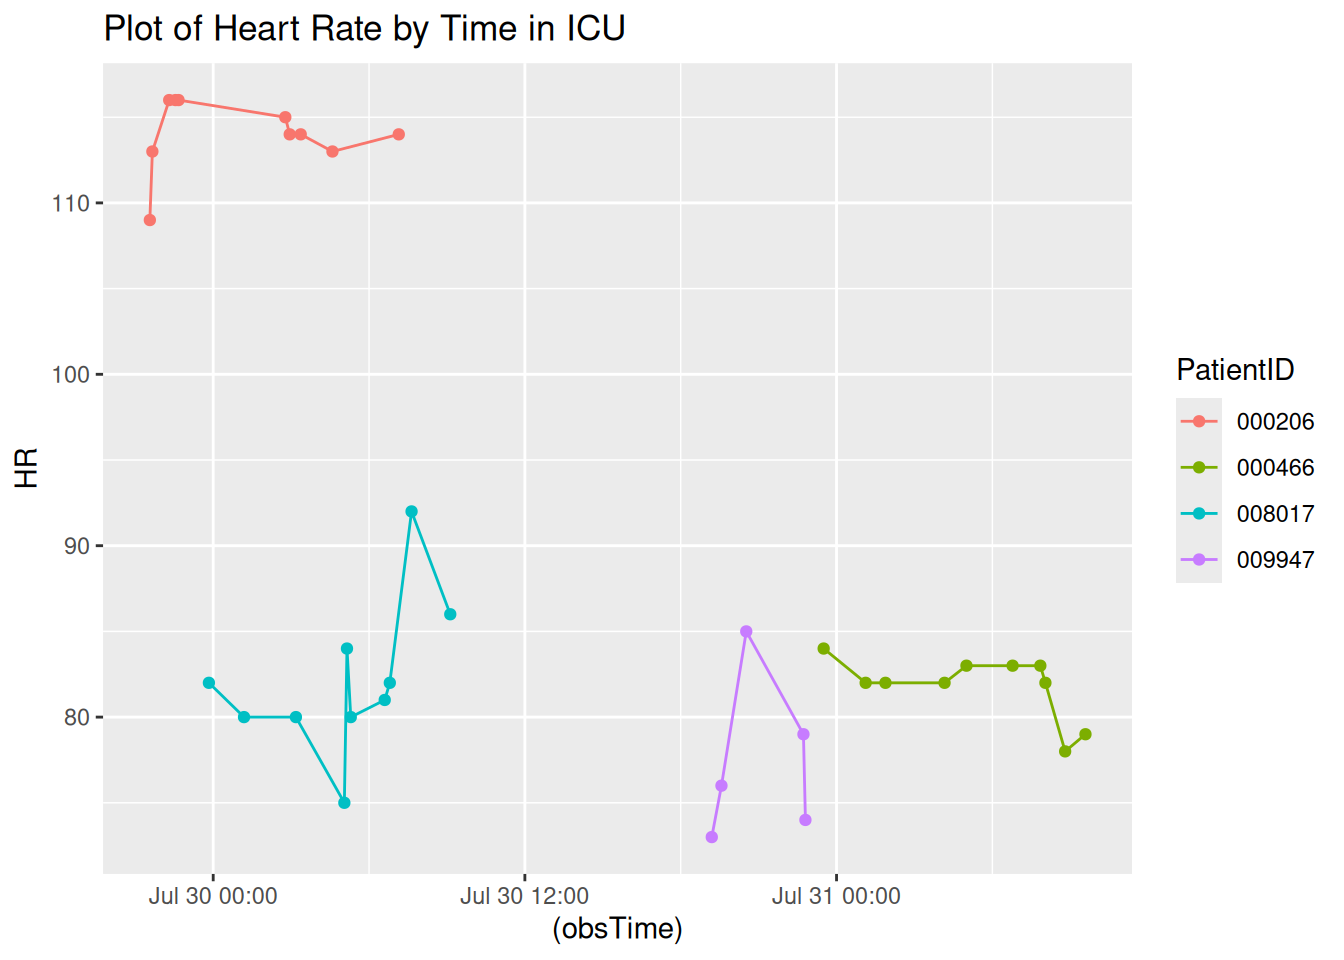 Plot of Heart Rate by Time in ICU
HR
110
100
90
80
Jul 30 00:00
Jul 30 12:00
Jul 31 00:00
(obsTime)
PatientID
000206
000466
008017
009947